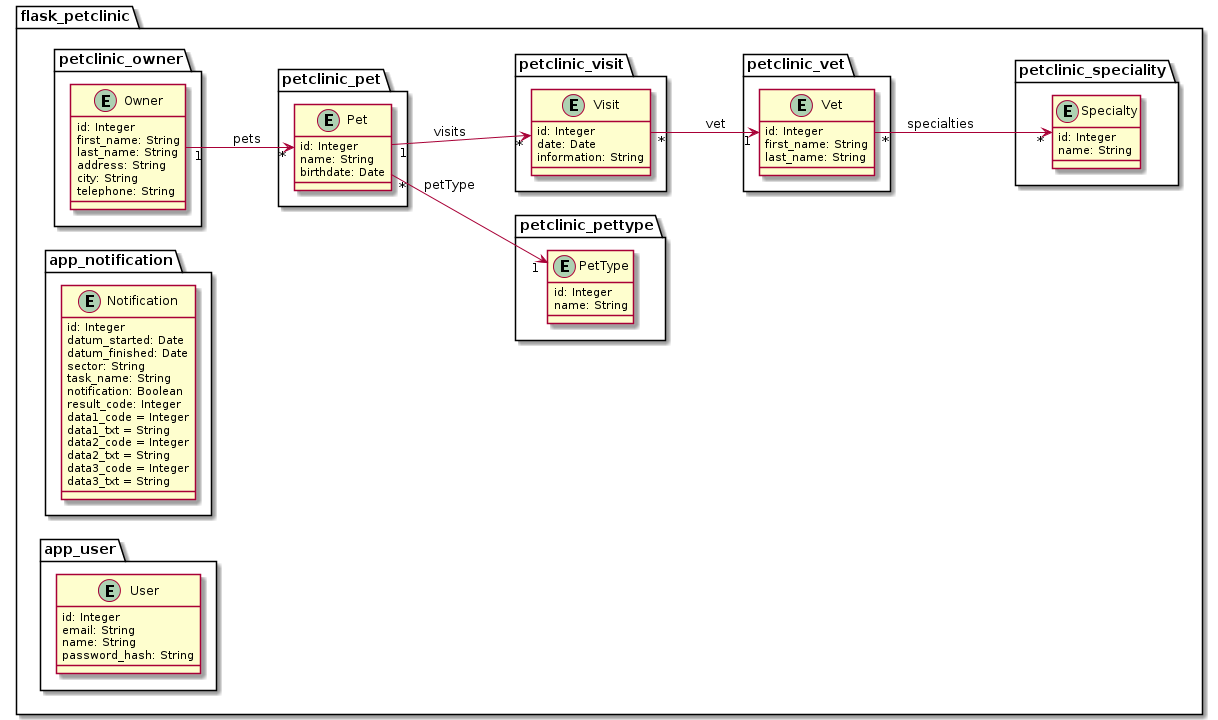 flask_petclinic
petclinic_owner
E Owner
id: Integer
first_name: String
last_name: String
address: String
city: String
telephone: String
1
pets
*
petclinic_pet
E Pet
id: Integer
name: String
birthdate: Date
1
visits
*
*
petType
1
petclinic_visit
E Visit
id: Integer
date: Date
information: String
*
vet
1
petclinic_vet
E Vet
id: Integer
first_name: String
last_name: String
*
specialties
*
petclinic_speciality
E Specialty
id: Integer
name: String
petclinic_pettype
E PetType
id: Integer
name: String
app_notification
E Notification
id: Integer
datum_started: Date
datum_finished: Date
sector: String
task_name: String
notification: Boolean
result_code: Integer
data1_code = Integer
data1_txt = String
data2_code = Integer
data2_txt = String
data3_code = Integer
data3_txt = String
app_user
E User
id: Integer
email: String
name: String
password_hash: String